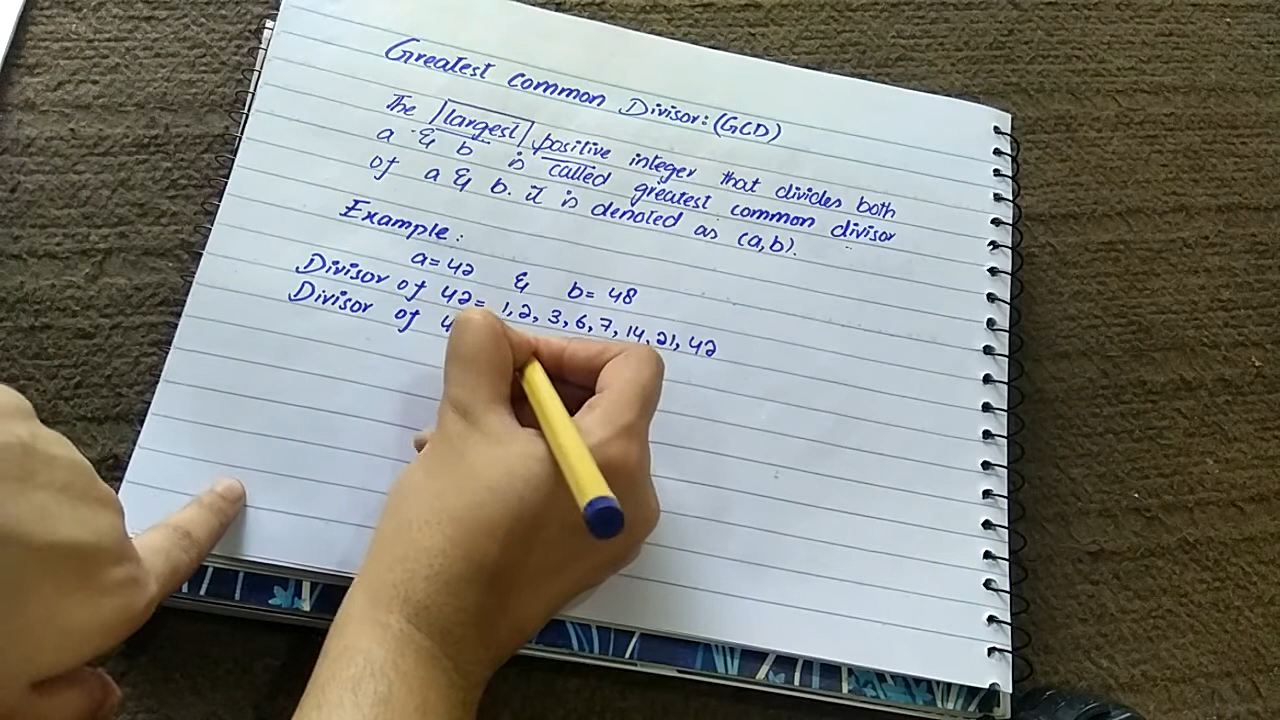 Greatest Common Divisor: (GCD)
The largest positive integer that divides both
a & b is called greatest common divisor
of a & b. It is denoted as (a,b).
Example:
a=42 & b= 48
Divisor of 42= 1, 2, 3, 6, 7, 14, 21, 42
Divisor of 4